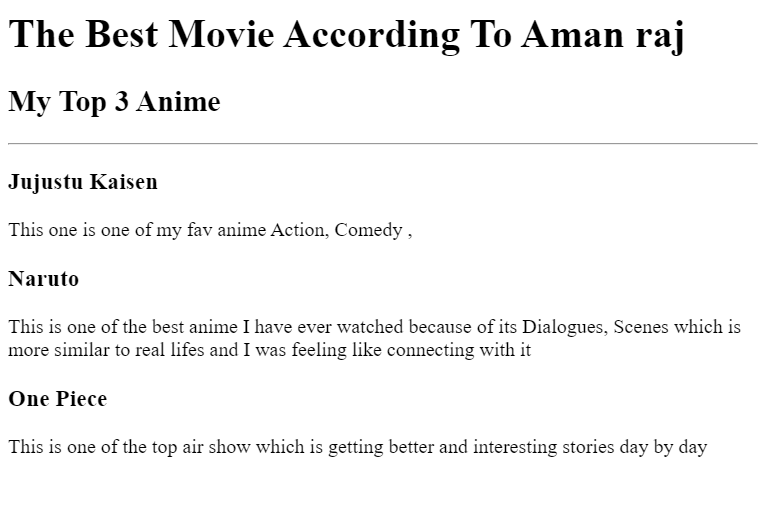 The Best Movie According To Aman raj
My Top 3 Anime
Jujustu Kaisen
This one is one of my fav anime Action, Comedy ,
Naruto
This is one of the best anime I have ever watched because of its Dialogues, Scenes which is
more similar to real lifes and I was feeling like connecting with it
One Piece
This is one of the top air show which is getting better and interesting stories day by day